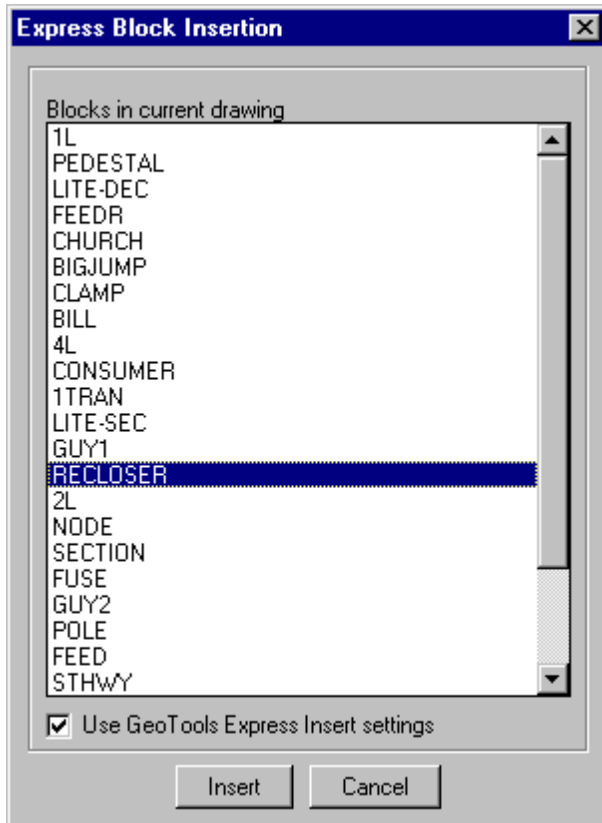 Express Block Insertion
Blocks in current drawing
1L
PEDESTAL
LITE-DEC
FEEDR
CHURCH
BIGJUMP
CLAMP
BILL
4L
CONSUMER
1TRAN
LITE-SEC
GUY1
RECLOSER
2L
NODE
SECTION
FUSE
GUY2
POLE
FEED
STHWY
Use GeoTools Express Insert settings
Insert Cancel